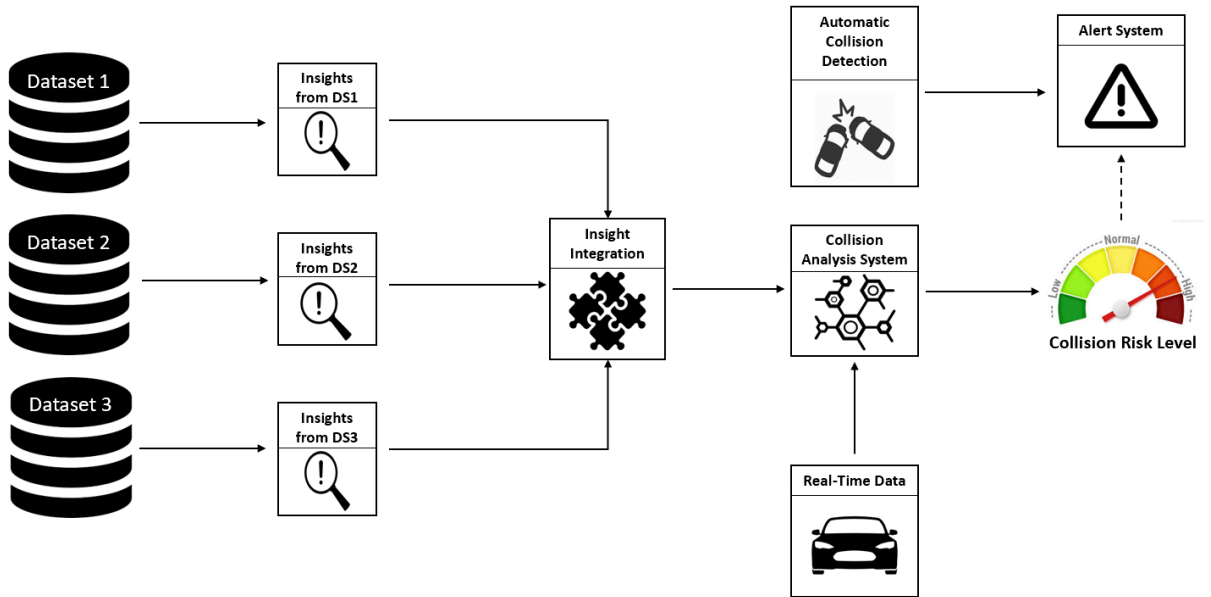 Dataset 1
Insights
from DS1
Dataset 2
Insights
from DS2
Dataset 3
Insights
from DS3
Insight
Integration
Automatic
Collision
Detection
Alert System
Collision
Analysis System
Low
Normal
High
Collision Risk Level
Real-Time Data